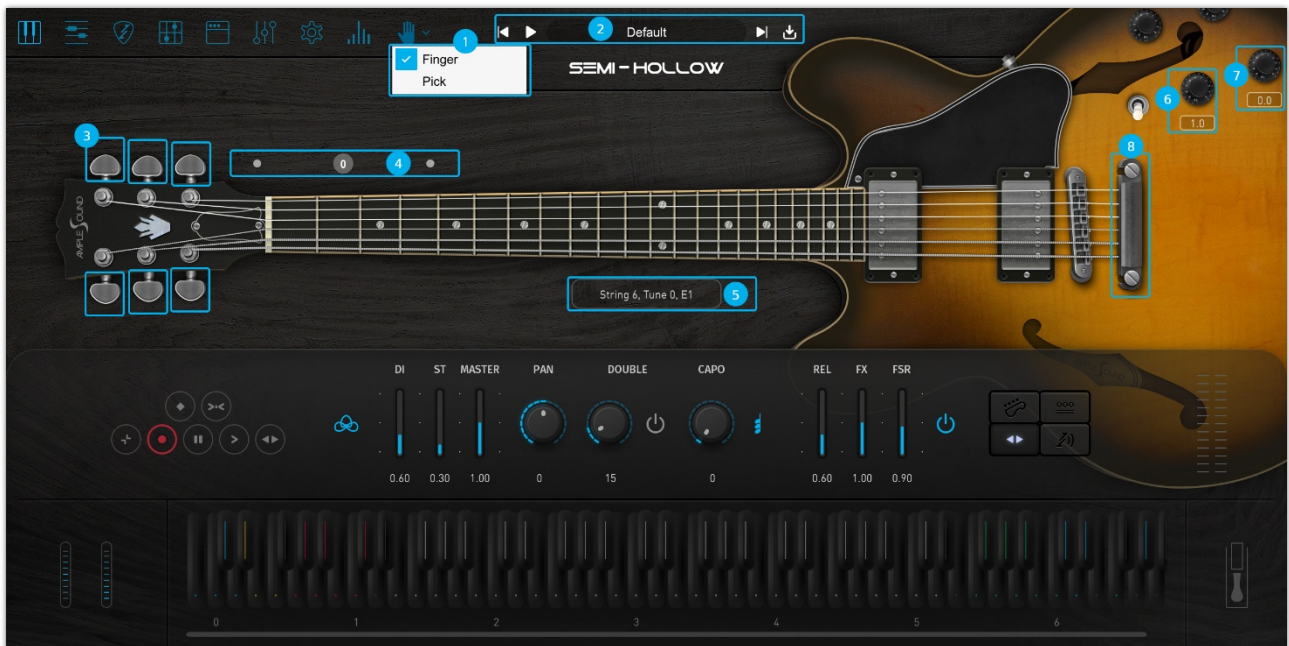 1
2
Default
Finger
Pick
SEMI-HOLLOW
7
0.0
6
1.0
3
0
4
8
AMPLE SOUND
String 6, Tune 0, E1
5
DI ST MASTER PAN DOUBLE CAPO REL FX FSR
0.60 0.30 1.00 0 15 0 0.60 1.00 0.90
0 1 2 3 4 5 6